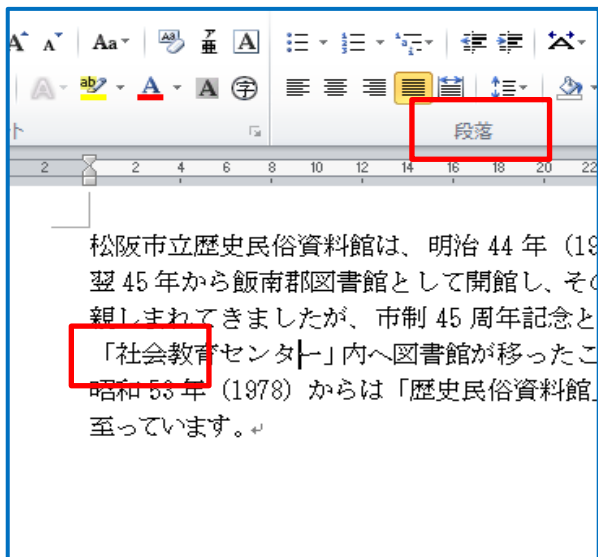 Aa
A
ab A A 字
ト
段落
2 2 4 6 8 10 12 14 16 18 20 22
松阪市立歴史民俗資料館は、明治 44 年（19
翌 45 年から飯南郡図書館として開館し、その
親しまれてきましたが、市制 45 周年記念と
「社会教育センター」内へ図書館が移ったこ
昭和 53 年（1978）からは「歴史民俗資料館」
至っています。